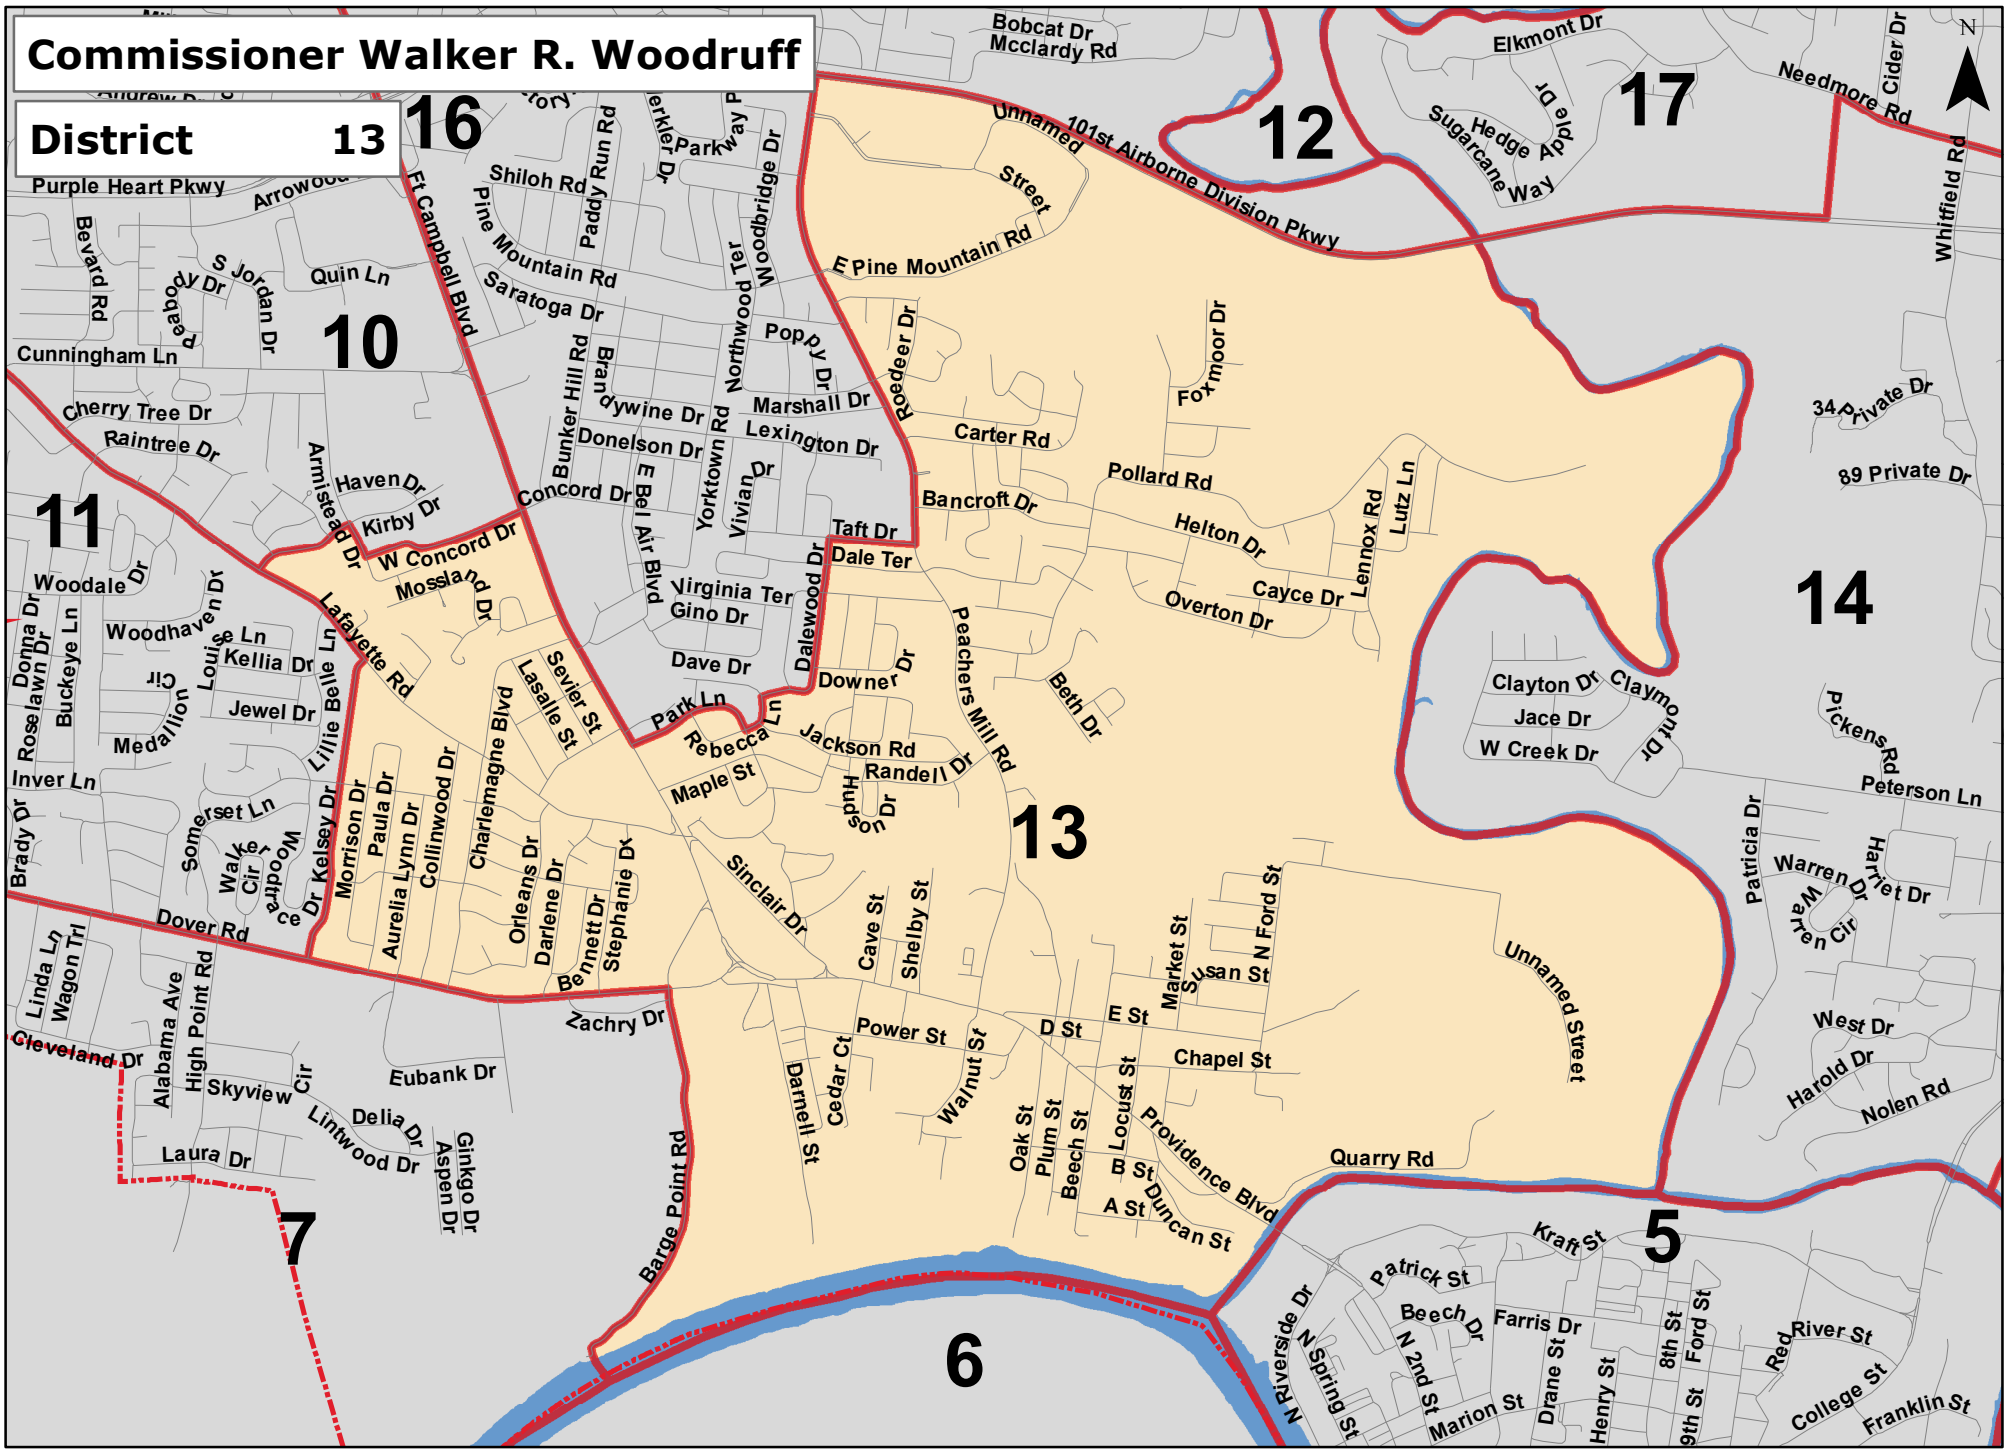 Commissioner Walker R. Woodruff
District 13
N
Bobcat Dr
Mcclardy Rd
Elkmont Dr
Cider Dr
Needmore Rd
17
16
12
Apple Dr
Sugarcane Way
Hedge
Whitfield Rd
Purple Heart Pkwy
Arrowood
Ft Campbell Blvd
Shiloh Rd
Paddy Run Rd
Parkway P
Woodbridge Dr
Unnamed Street
101st Airborne Division Pkwy
Pine Mountain Rd
E Pine Mountain Rd
Bevard Rd
Peabody Dr
S Jordan Dr
Quin Ln
Saratoga Dr
Northwood Ter
Poppy Dr
Roedeer Dr
Foxmoor Dr
10
Cunningham Ln
Bunker Hill Rd
Brandywine Dr
Marshall Dr
Cherry Tree Dr
Raintree Dr
Donelson Dr
Lexington Dr
Carter Rd
34 Private Dr
89 Private Dr
Armistead Dr
Haven Dr
Kirby Dr
Concord Dr
E Bel Air Blvd
Yorktown Rd
Vivian Dr
Bancroft Dr
Pollard Rd
Helton Dr
Lennox Rd
Lutz Ln
11
W Concord Dr
Taft Dr
Dale Ter
Mossland Dr
Virginia Ter
Gino Dr
Dalewood Dr
Cayce Dr
Overton Dr
14
Woodale Dr
Woodhaven Dr
Donna Dr
Roselawn Dr
Buckeye Ln
Louise Ln
Kellia Dr
Lillie Belle Ln
Lafayette Rd
Dave Dr
Peachers Mill Rd
Medallion Cir
Jewel Dr
Lasalle St
Sevier St
Park Ln
Downer Dr
Beth Dr
Clayton Dr
Claymont Dr
Jace Dr
W Creek Dr
Pickens Rd
Peterson Ln
Rebecca Ln
Jackson Rd
Randell Dr
Maple St
Hudson Dr
13
Inver Ln
Brady Dr
Somerset Ln
Walker Cir
Woodtrace Dr
Kelsey Dr
Morrison Dr
Paula Dr
Aurelia Lynn Dr
Collinwood Dr
Charlemagne Blvd
Orleans Dr
Darlene Dr
Bennett Dr
Stephanie Dr
Sinclair Dr
Cave St
Shelby St
Market St
Susan St
N Ford St
Unnamed Street
Patricia Dr
Warren Dr
Harriet Dr
Warren Cir
Dover Rd
Linda Ln
Wagon Trl
Alabama Ave
High Point Rd
Cleveland Dr
Zachry Dr
Power St
D St
E St
Chapel St
West Dr
Harold Dr
Nolen Rd
Skyview Cir
Eubank Dr
Delia Dr
Lintwood Dr
Laura Dr
Aspen Dr
Ginkgo Dr
Barge Point Rd
Darnell St
Cedar Ct
Walnut St
Oak St
Plum St
Beech St
Locust St
Providence Blvd
B St
A St
Duncan St
Quarry Rd
7
5
6
Kraft St
Patrick St
Beech Dr
Farris Dr
N Riverside Dr
N Spring St
N 2nd St
Marion St
Drane St
Henry St
8th St
9th St
Ford St
Red River St
College St
Franklin St